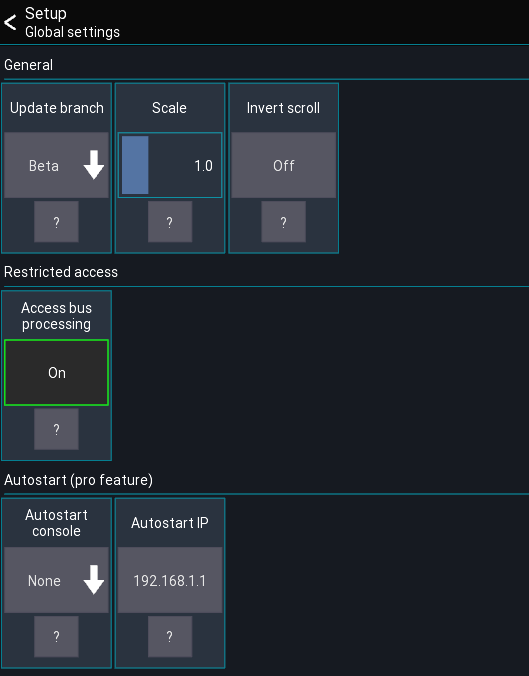 Setup
Global settings
General
Update branch
Scale
Invert scroll
Beta
1.0
Off
?
?
?
Restricted access
Access bus
processing
On
?
Autostart (pro feature)
Autostart
console
Autostart IP
None
192.168.1.1
?
?